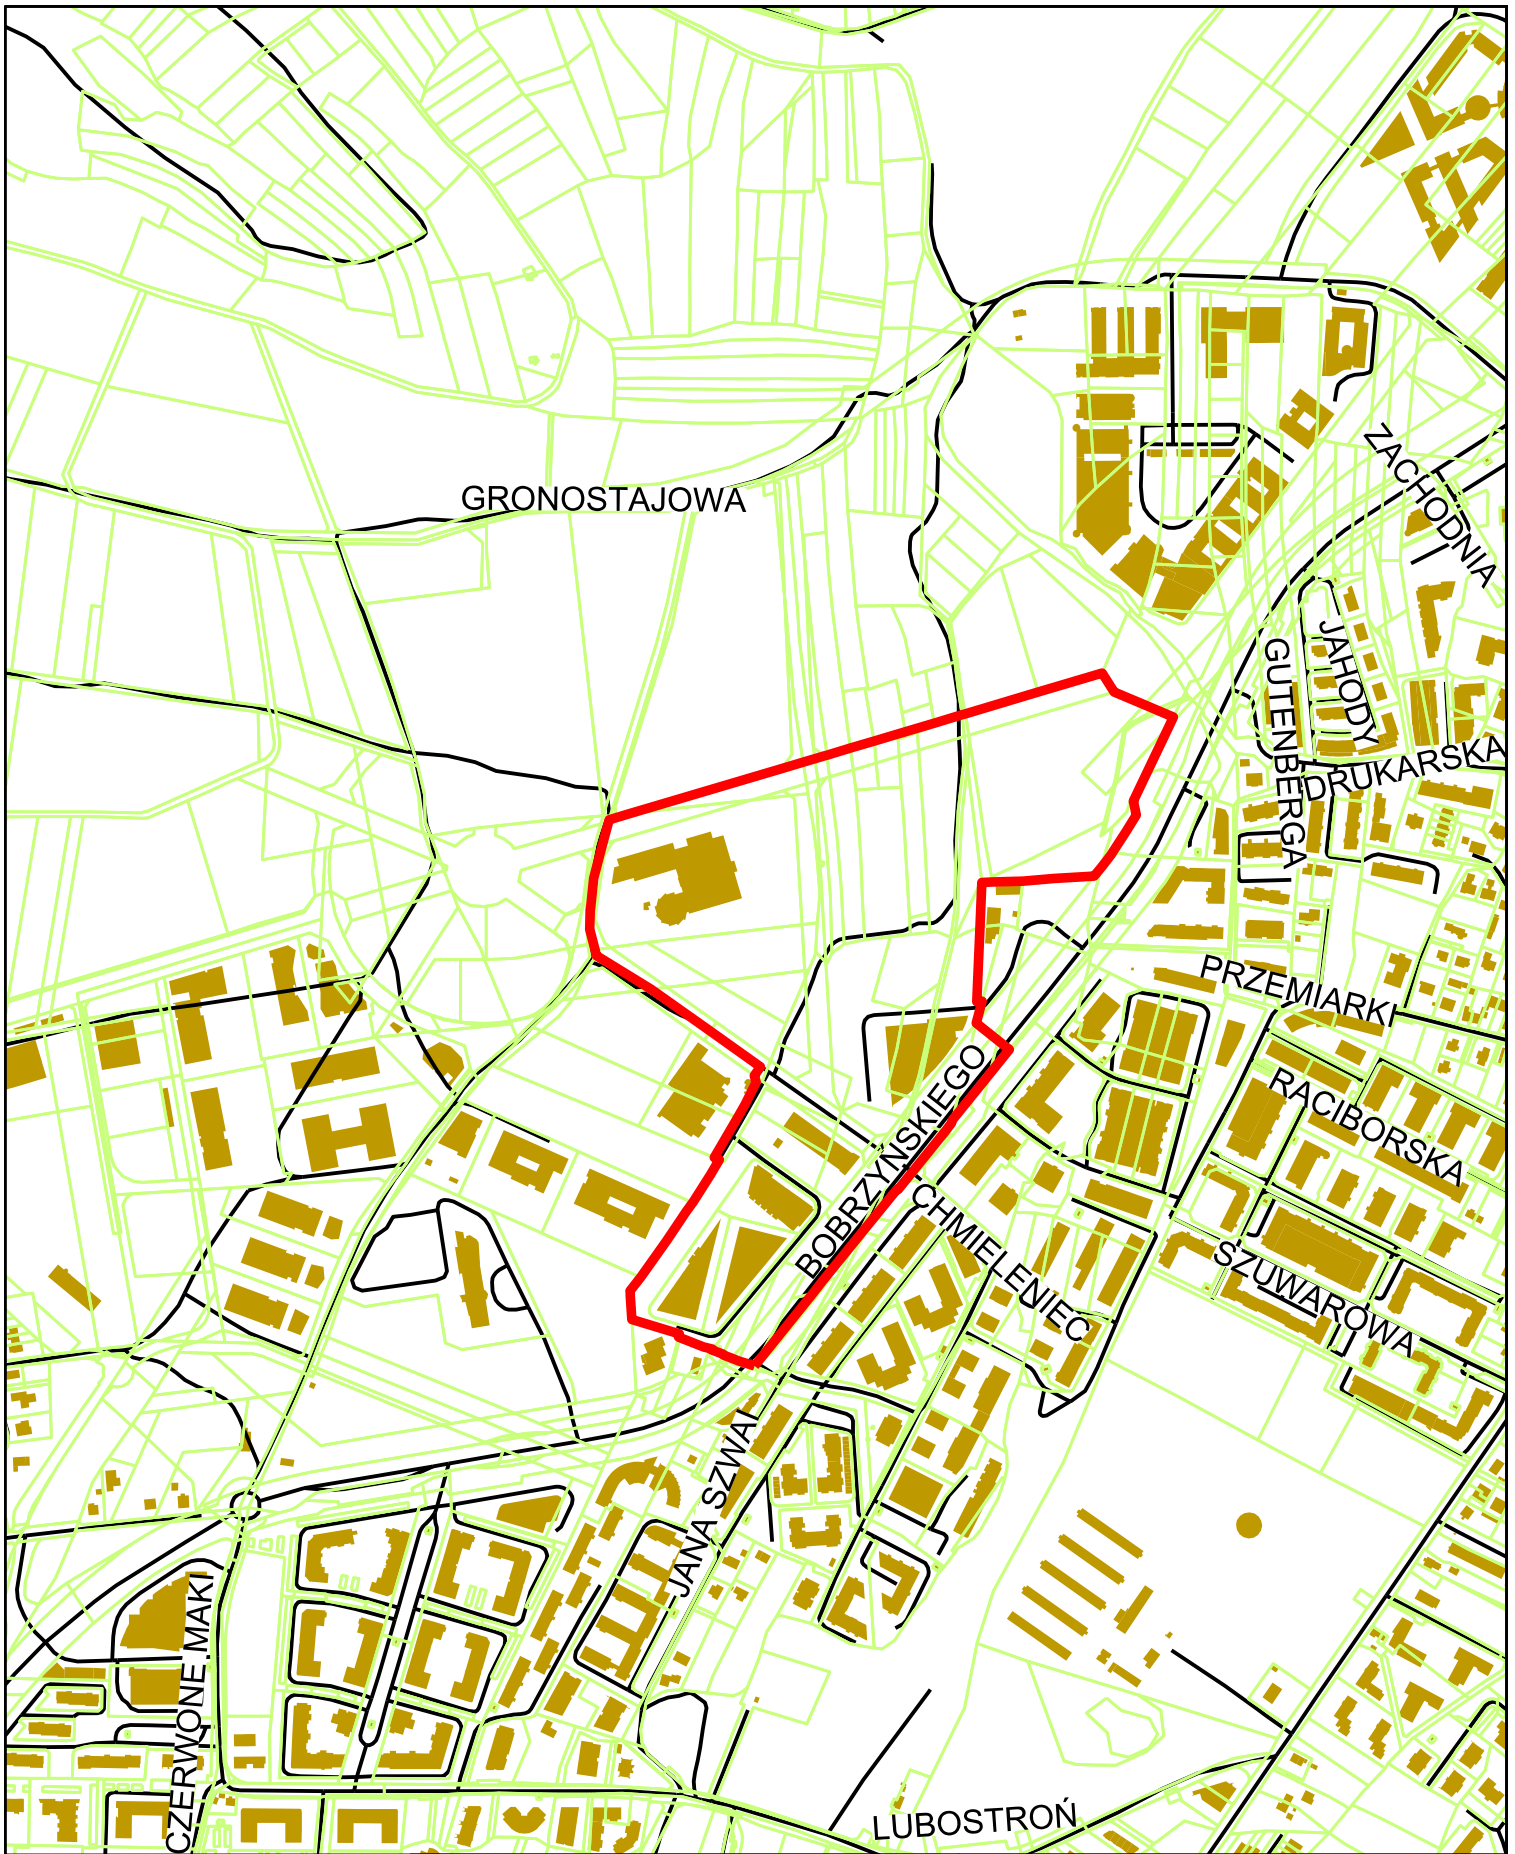 ZACHODNIA
GRONOSTAJOWA
JAHODY
GUTENBERGA
DRUKARSKA
PRZEMIARKI
RACIBORSKA
BOBRZYŃSKIEGO
CHMIELENIEC
SZUWAROWA
JANA SZWAI
CZERWONE MAKI
LUBOSTROŃ